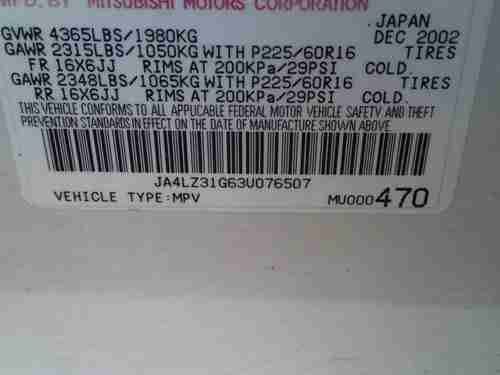 MFD. BY MITSUBISHI MOTORS CORPORATION
JAPAN
GVWR 4365LBS/1980KG DEC 2002
GAWR 2315LBS/1050KG WITH P225/60R16 TIRES
FR 16X6JJ RIMS AT 200KPa/29PSI COLD.
GAWR 2348LBS/1065KG WITH P225/60R16 TIRES
RR 16X6JJ RIMS AT 200KPa/29PSI COLD.
THIS VEHICLE CONFORMS TO ALL APPLICABLE FEDERAL MOTOR VEHICLE SAFETY AND THEFT
PREVENTION STANDARDS IN EFFECT ON THE DATE OF MANUFACTURE SHOWN ABOVE.
JA4LZ31G63U076507
VEHICLE TYPE:MPV MU000470